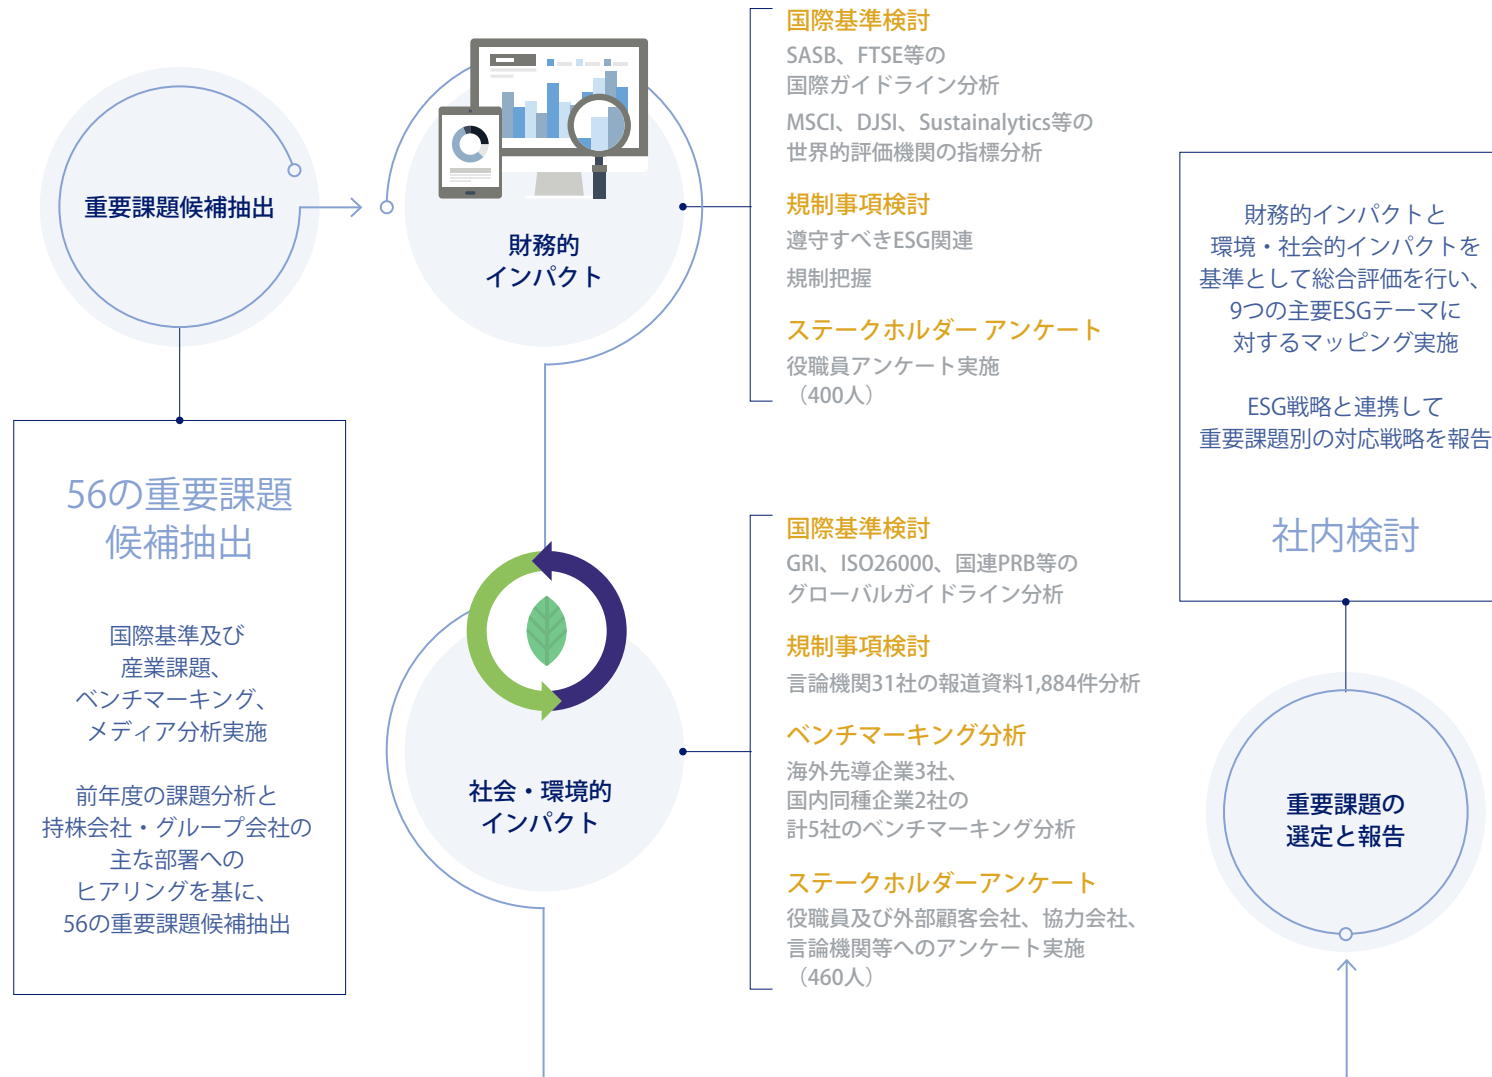 重要課題候補抽出
56の重要課題
候補抽出
国際基準及び
産業課題、
ベンチマーキング、
メディア分析実施
前年度の課題分析と
持株会社・グループ会社の
主な部署への
ヒアリングを基に、
56の重要課題候補抽出
財務的
インパクト
国際基準検討
SASB、FTSE等の
国際ガイドライン分析
MSCI、DJSI、Sustainalytics等の
世界的評価機関の指標分析
規制事項検討
遵守すべきESG関連
規制把握
ステークホルダー アンケート
役職員アンケート実施
（400人）
社会・環境的
インパクト
国際基準検討
GRI、ISO26000、国連PRB等の
グローバルガイドライン分析
規制事項検討
言論機関31社の報道資料1,884件分析
ベンチマーキング分析
海外先導企業3社、
国内同種企業2社の
計5社のベンチマーキング分析
ステークホルダーアンケート
役職員及び外部顧客会社、協力会社、
言論機関等へのアンケート実施
（460人）
財務的インパクトと
環境・社会的インパクトを
基準として総合評価を行い、
9つの主要ESGテーマに
対するマッピング実施
ESG戦略と連携して
重要課題別の対応戦略を報告
社内検討
重要課題の
選定と報告